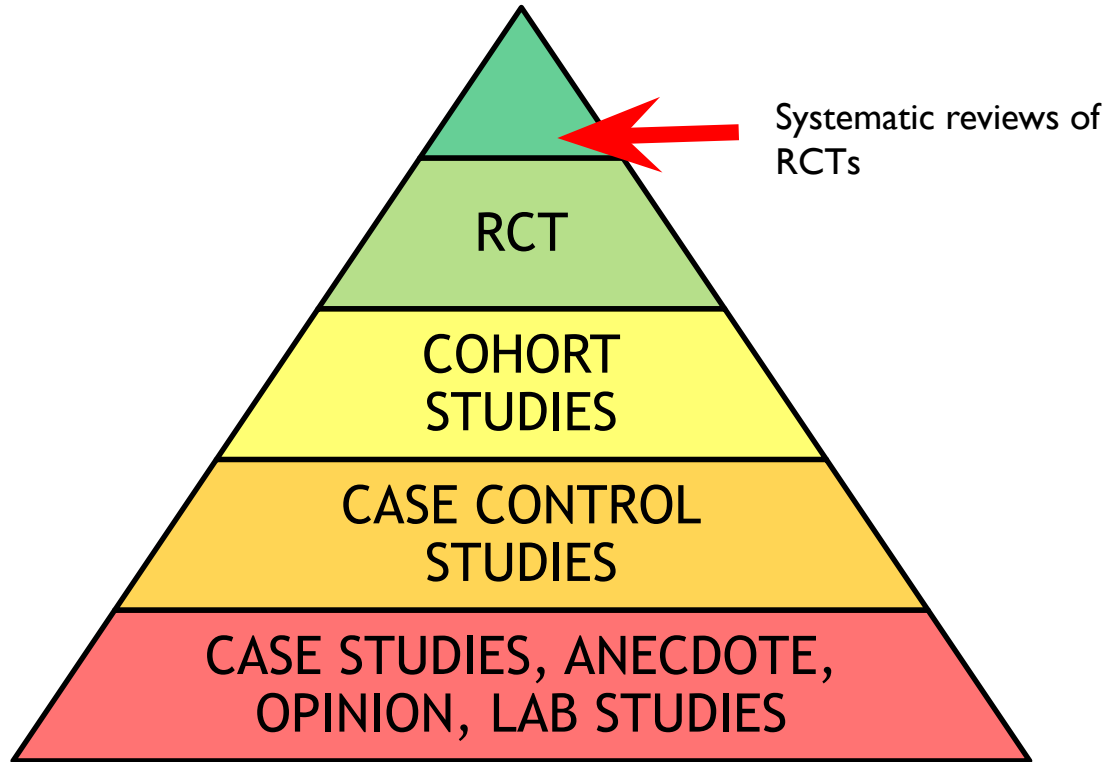 Systematic reviews of
RCTs
RCT
COHORT
STUDIES
CASE CONTROL
STUDIES
CASE STUDIES, ANECDOTE,
OPINION, LAB STUDIES